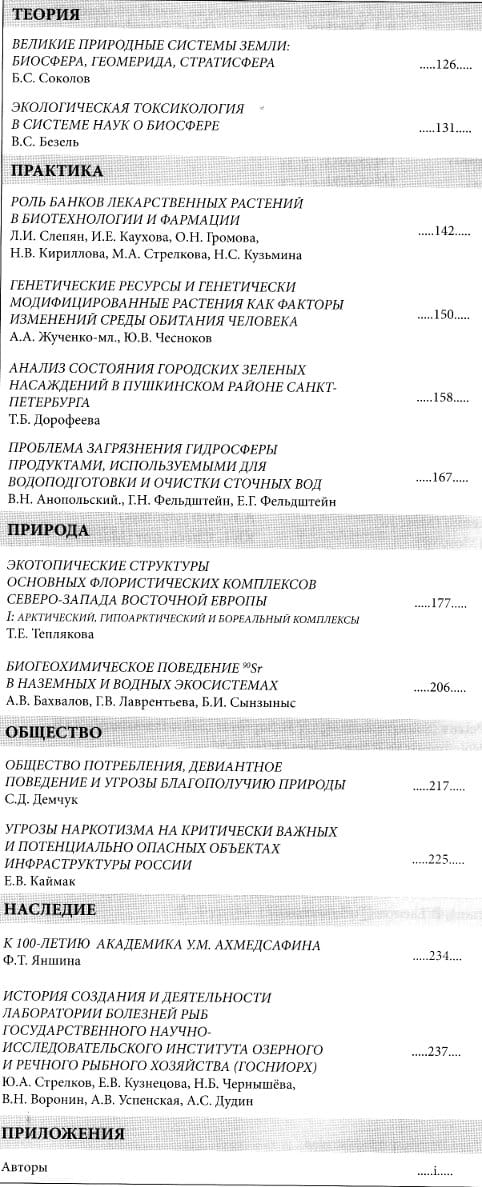 ТЕОРИЯ
ВЕЛИКИЕ ПРИРОДНЫЕ СИСТЕМЫ ЗЕМЛИ:
БИОСФЕРА, ГЕОМЕРИДА, СТРАТИСФЕРА
Б.С. Соколов
.....126.....
ЭКОЛОГИЧЕСКАЯ ТОКСИКОЛОГИЯ
В СИСТЕМЕ НАУК О БИОСФЕРЕ
В.С. Безель
.....131.....
ПРАКТИКА
РОЛЬ БАНКОВ ЛЕКАРСТВЕННЫХ РАСТЕНИЙ
В БИОТЕХНОЛОГИИ И ФАРМАЦИИ
Л.И. Слепян, И.Е. Каухова, О.Н. Громова,
Н.В. Кириллова, М.А. Стрелкова, Н.С. Кузьмина
.....142.....
ГЕНЕТИЧЕСКИЕ РЕСУРСЫ И ГЕНЕТИЧЕСКИ
МОДИФИЦИРОВАННЫЕ РАСТЕНИЯ КАК ФАКТОРЫ
ИЗМЕНЕНИЙ СРЕДЫ ОБИТАНИЯ ЧЕЛОВЕКА
А.А. Жученко-мл., Ю.В. Чесноков
.....150.....
АНАЛИЗ СОСТОЯНИЯ ГОРОДСКИХ ЗЕЛЕНЫХ
НАСАЖДЕНИЙ В ПУШКИНСКОМ РАЙОНЕ САНКТ-
ПЕТЕРБУРГА
Т.Б. Дорофеева
.....158.....
ПРОБЛЕМА ЗАГРЯЗНЕНИЯ ГИДРОСФЕРЫ
ПРОДУКТАМИ, ИСПОЛЬЗУЕМЫМИ ДЛЯ
ВОДОПОДГОТОВКИ И ОЧИСТКИ СТОЧНЫХ ВОД
В.Н. Анопольский., Г.Н. Фельдштейн, Е.Г. Фельдштейн
.....167.....
ПРИРОДА
ЭКОТОПИЧЕСКИЕ СТРУКТУРЫ
ОСНОВНЫХ ФЛОРИСТИЧЕСКИХ КОМПЛЕКСОВ
СЕВЕРО-ЗАПАДА ВОСТОЧНОЙ ЕВРОПЫ
I: АРКТИЧЕСКИЙ, ГИПОАРКТИЧЕСКИЙ И БОРЕАЛЬНЫЙ КОМПЛЕКСЫ
Т.Е. Теплякова
.....177.....
БИОГЕОХИМИЧЕСКОЕ ПОВЕДЕНИЕ ⁹⁰Sr
В НАЗЕМНЫХ И ВОДНЫХ ЭКОСИСТЕМАХ
А.В. Бахвалов, Г.В. Лаврентьева, Б.И. Сынзыныс
.....206.....
ОБЩЕСТВО
ОБЩЕСТВО ПОТРЕБЛЕНИЯ, ДЕВИАНТНОЕ
ПОВЕДЕНИЕ И УГРОЗЫ БЛАГОПОЛУЧИЮ ПРИРОДЫ
С.Д. Демчук
.....217.....
УГРОЗЫ НАРКОТИЗМА НА КРИТИЧЕСКИ ВАЖНЫХ
И ПОТЕНЦИАЛЬНО ОПАСНЫХ ОБЪЕКТАХ
ИНФРАСТРУКТУРЫ РОССИИ
Е.В. Каймак
.....225.....
НАСЛЕДИЕ
К 100-ЛЕТИЮ АКАДЕМИКА У.М. АХМЕДСАФИНА
Ф.Т. Яншина
.....234....
ИСТОРИЯ СОЗДАНИЯ И ДЕЯТЕЛЬНОСТИ
ЛАБОРАТОРИИ БОЛЕЗНЕЙ РЫБ
ГОСУДАРСТВЕННОГО НАУЧНО-
ИССЛЕДОВАТЕЛЬСКОГО ИНСТИТУТА ОЗЕРНОГО
И РЕЧНОГО РЫБНОГО ХОЗЯЙСТВА (ГОСНИОРХ)
Ю.А. Стрелков, Е.В. Кузнецова, Н.Б. Чернышёва,
В.Н. Воронин, А.В. Успенская, А.С. Дудин
.....237....
ПРИЛОЖЕНИЯ
Авторы
.....i.....